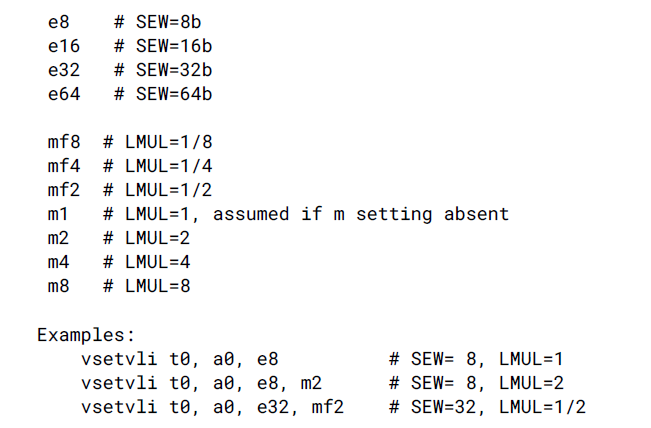 e8 # SEW=8b
e16 # SEW=16b
e32 # SEW=32b
e64 # SEW=64b
mf8 # LMUL=1/8
mf4 # LMUL=1/4
mf2 # LMUL=1/2
m1 # LMUL=1, assumed if m setting absent
m2 # LMUL=2
m4 # LMUL=4
m8 # LMUL=8
Examples:
vsetvli t0, a0, e8 # SEW= 8, LMUL=1
vsetvli t0, a0, e8, m2 # SEW= 8, LMUL=2
vsetvli t0, a0, e32, mf2 # SEW=32, LMUL=1/2